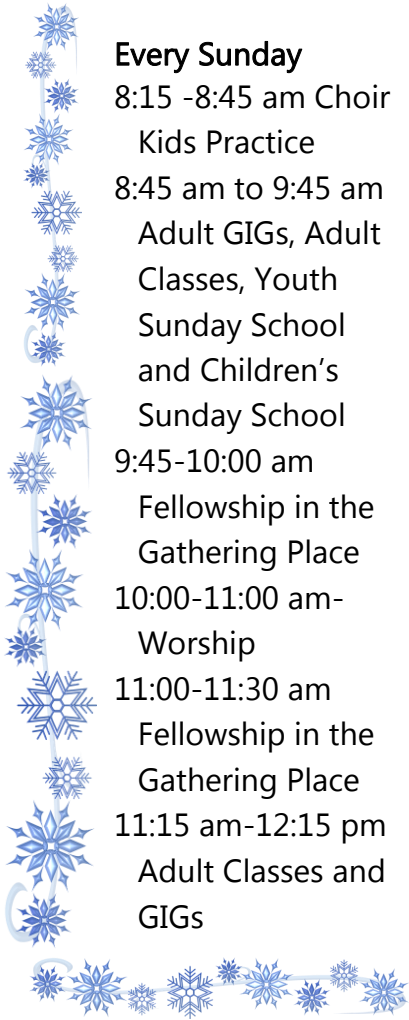 Every Sunday
8:15 -8:45 am Choir
Kids Practice
8:45 am to 9:45 am
Adult GIGs, Adult
Classes, Youth
Sunday School
and Children’s
Sunday School
9:45-10:00 am
Fellowship in the
Gathering Place
10:00-11:00 am-
Worship
11:00-11:30 am
Fellowship in the
Gathering Place
11:15 am-12:15 pm
Adult Classes and
GIGs